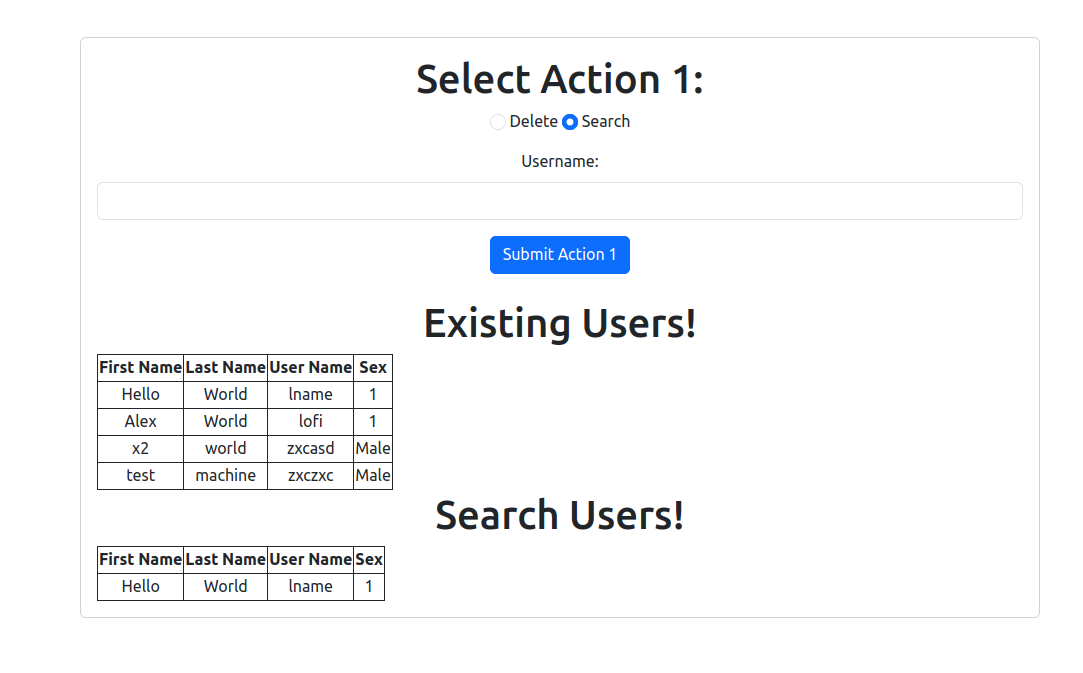 Select Action 1:
Delete Search
Username:
Submit Action 1
Existing Users!
First Name Last Name User Name Sex
Hello World lname 1
Alex World lofi 1
x2 world zxcasd Male
test machine zxczxc Male
Search Users!
First Name Last Name User Name Sex
Hello World lname 1